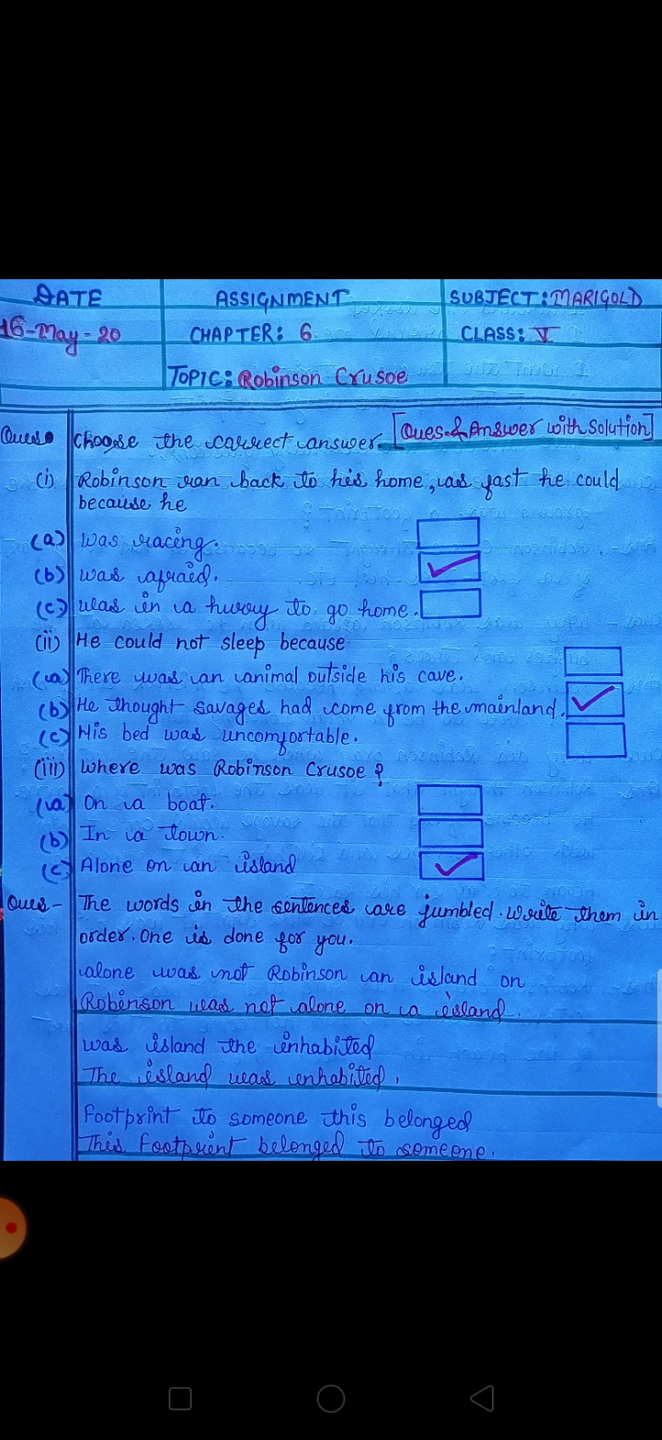 DATE ASSIGNMENT SUBJECT: MARIGOLD
16-May-20 CHAPTER: 6 CLASS: V
TOPIC: Robinson Crusoe
Ques. Choose the correct answer. [Ques. & Answer with Solution]
(i) Robinson ran back to his home, as fast he could
because he
(a) was racing.
(b) was afraid.
(c) was in a hurry to go home.
(ii) He could not sleep because
(a) There was an animal outside his cave.
(b) He thought savages had come from the mainland.
(c) His bed was uncomfortable.
(iii) Where was Robinson Crusoe ?
(a) On a boat.
(b) In a town.
(c) Alone on an island
Ques - The words in the sentences are jumbled. Write them in
order. One is done for you.
alone was not Robinson an island on
Robinson was not alone on a island.
was island the inhabited
The island was inhabited.
Footprint to someone this belonged
This Footprint belonged to someone.